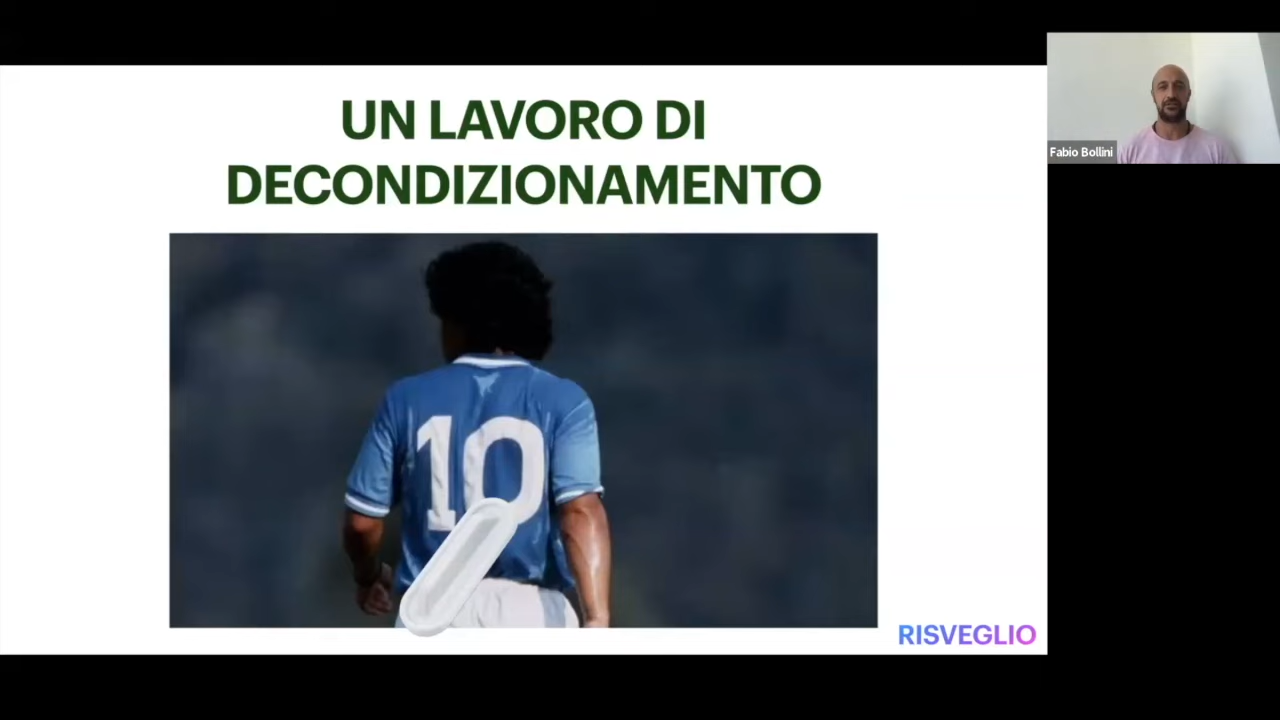 UN LAVORO DI
DECONDIZIONAMENTO
Fabio Bollini
10
RISVEGLIO